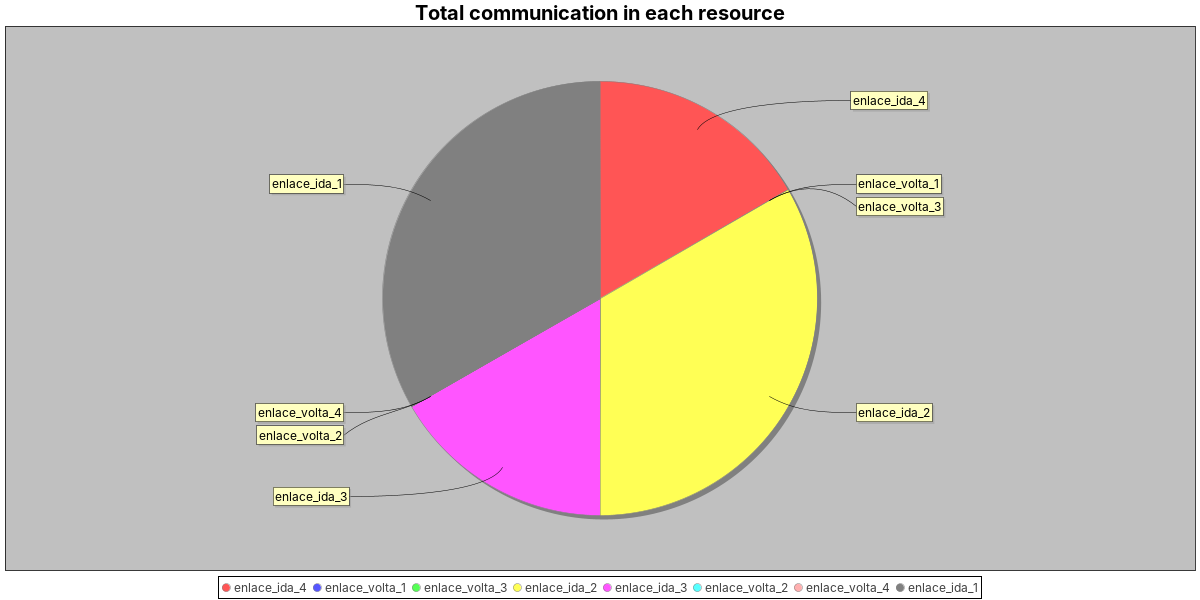 Total communication in each resource
enlace_ida_4
enlace_ida_1
enlace_volta_1
enlace_volta_3
enlace_volta_4
enlace_ida_2
enlace_volta_2
enlace_ida_3
enlace_ida_4 enlace_volta_1 enlace_volta_3 enlace_ida_2 enlace_ida_3 enlace_volta_2 enlace_volta_4 enlace_ida_1